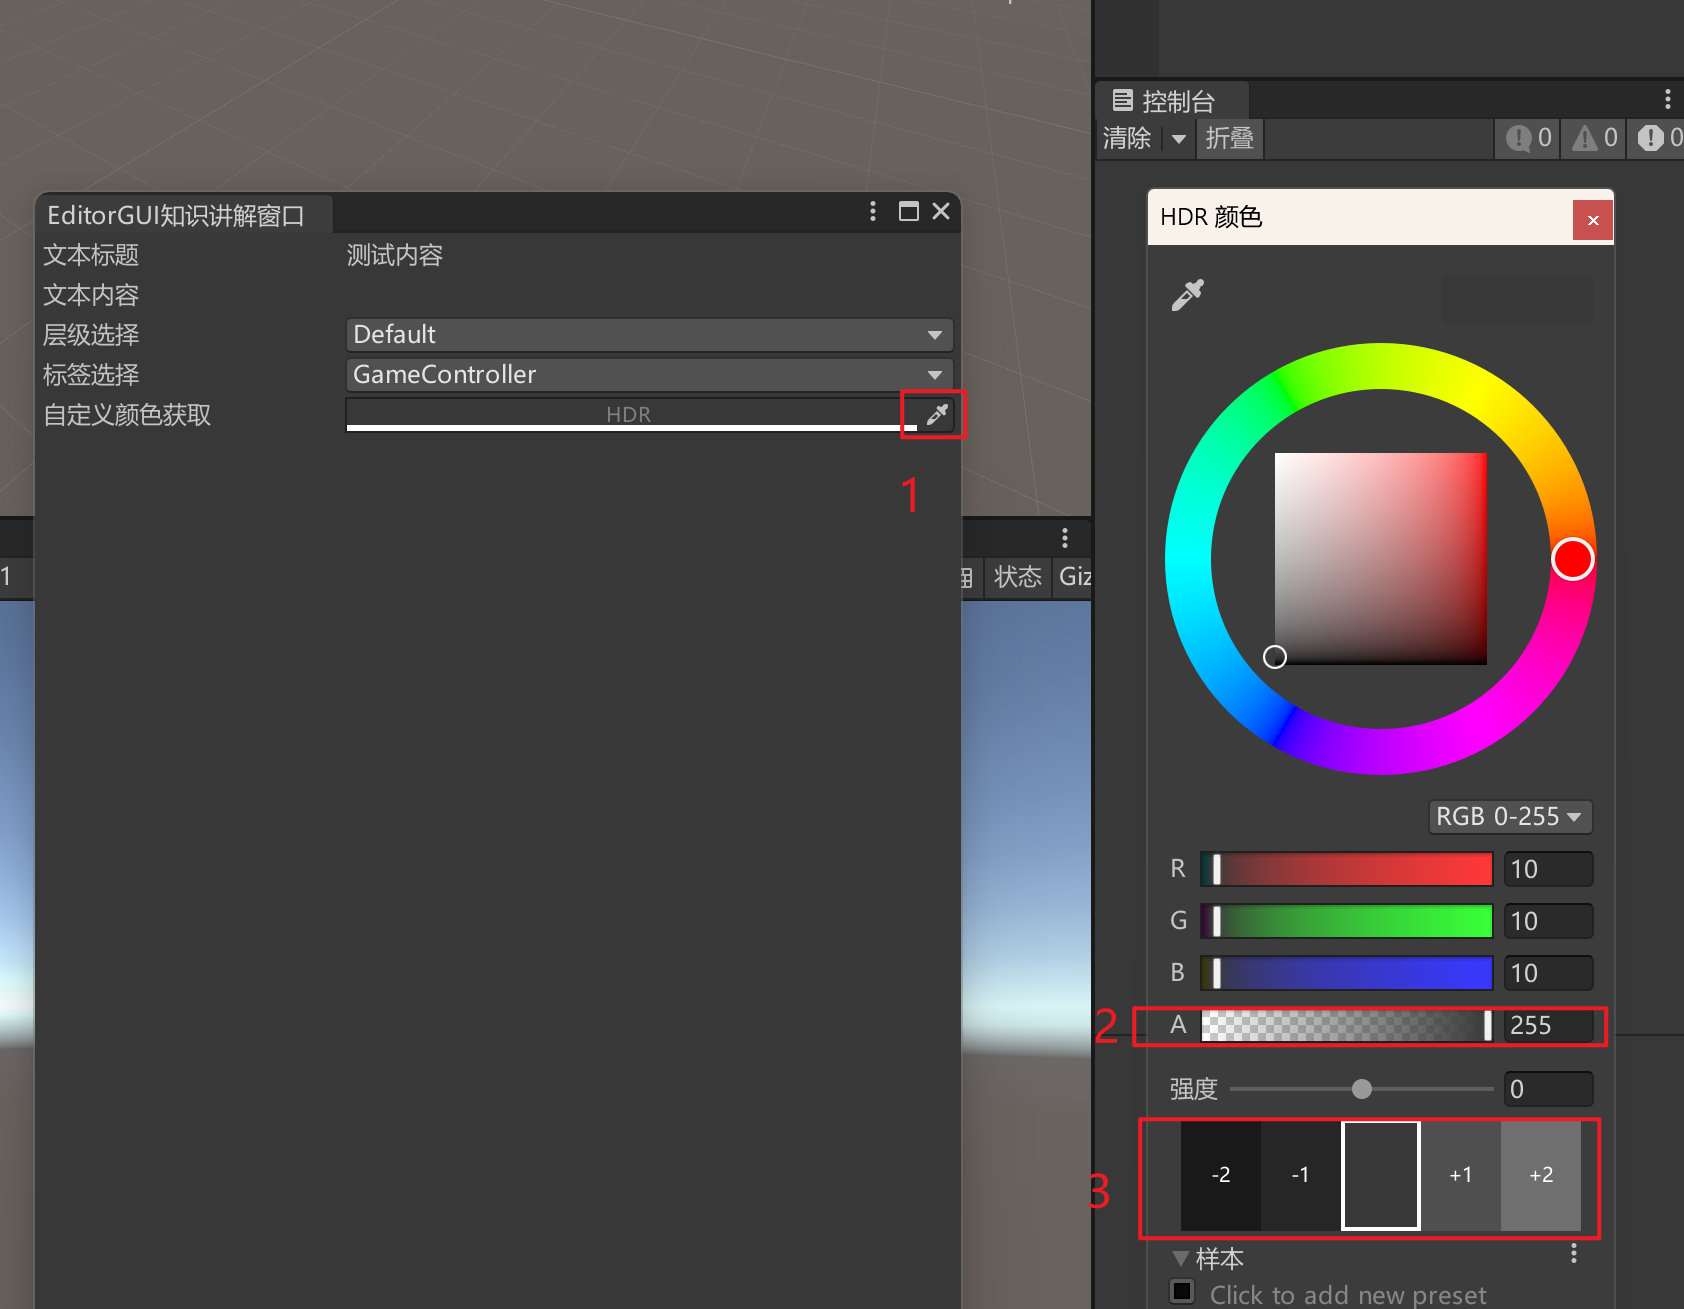 控制台
清除
折叠
0
0
0
EditorGUI知识讲解窗口
文本标题
测试内容
文本内容
层级选择
Default
标签选择
GameController
自定义颜色获取
HDR
1
1
状态
Giz
HDR 颜色
x
RGB 0-255
R
10
G
10
B
10
2
A
255
强度
0
3
-2
-1
+1
+2
样本
Click to add new preset